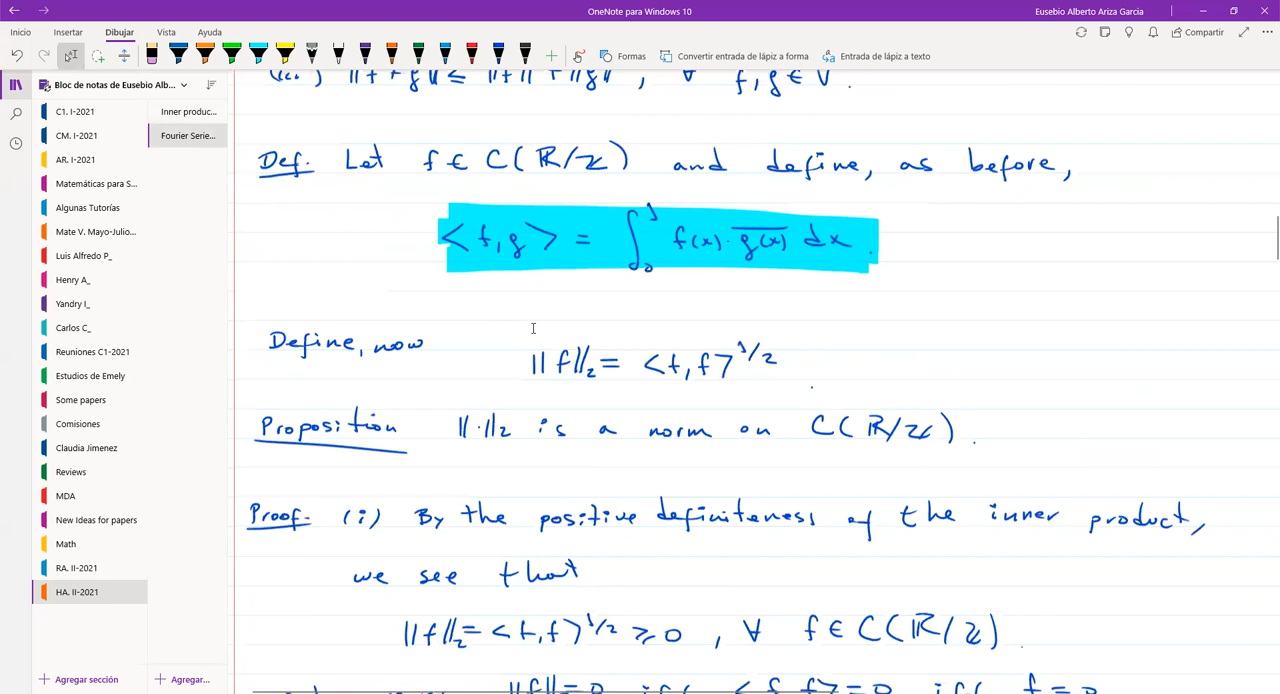 OneNote para Windows 10
Eusebio Alberto Ariza Garcia
Inicio Insertar Dibujar Vista Ayuda
Compartir
Formas Convertir entrada de lápiz a forma Entrada de lápiz a texto
Bloc de notas de Eusebio Alb...
C1. I-2021
CM. I-2021
AR. I-2021
Matemáticas para S...
Algunas Tutorías
Mate V. Mayo-Julio...
Luis Alfredo P_
Henry A_
Yandry I_
Carlos C_
Reuniones C1-2021
Estudios de Emely
Some papers
Comisiones
Claudia Jimenez
Reviews
MDA
New Ideas for papers
Math
RA. II-2021
HA. II-2021
Agregar sección
Inner produc...
Fourier Serie...
Agregar...
||f+g|| ≤ ||f|| + ||g|| , ∀ f,g ∈ V.
Def. Let f ∈ C(ℝ/ℤ) and define, as before,
<f,g> = ∫₀¹ f(x)·\overline{g(x)} dx.
Define, now
||f||₂ = <f,f>^{1/2}.
Proposition ||·||₂ is a norm on C(ℝ/ℤ).
Proof. (i) By the positive definiteness of the inner product,
we see that
||f||₂ = <f,f>^{1/2} ≥ 0, ∀ f ∈ C(ℝ/ℤ).